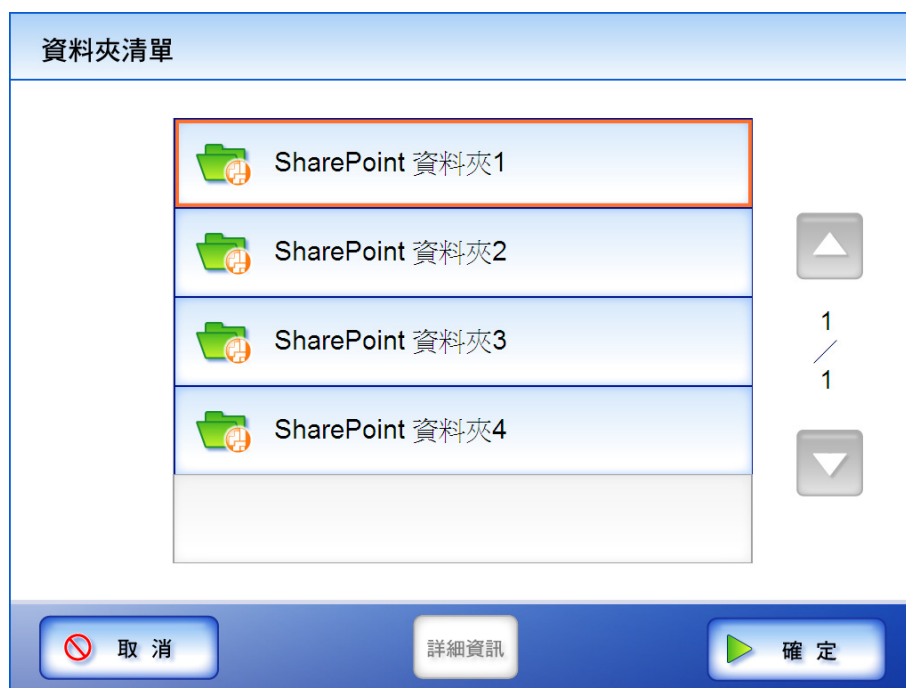 資料夾清單
SharePoint 資料夾1
SharePoint 資料夾2
SharePoint 資料夾3
SharePoint 資料夾4
1
1
取 消
詳細資訊
確 定